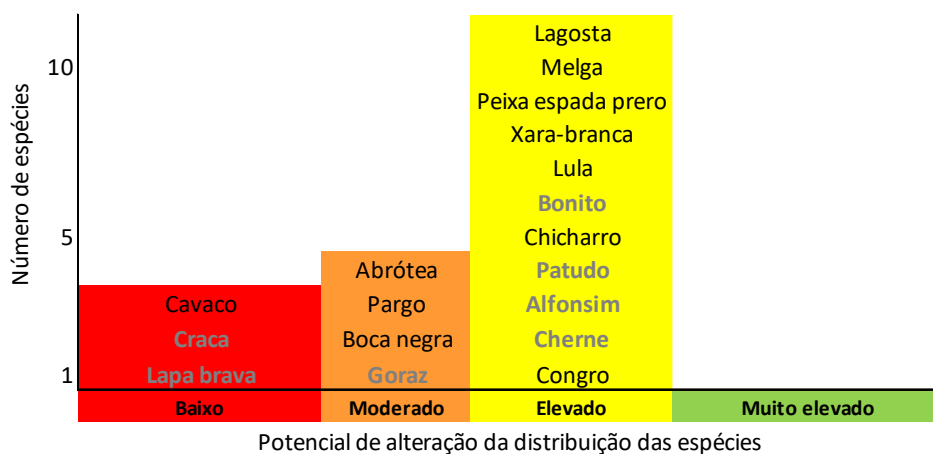 Número de espécies
10
5
1
Cavaco
Craca
Lapa brava
Abrótea
Pargo
Boca negra
Goraz
Lagosta
Melga
Peixa espada prero
Xara-branca
Lula
Bonito
Chicharro
Patudo
Alfonsim
Cherne
Congro
Baixo
Moderado
Elevado
Muito elevado
Potencial de alteração da distribuição das espécies